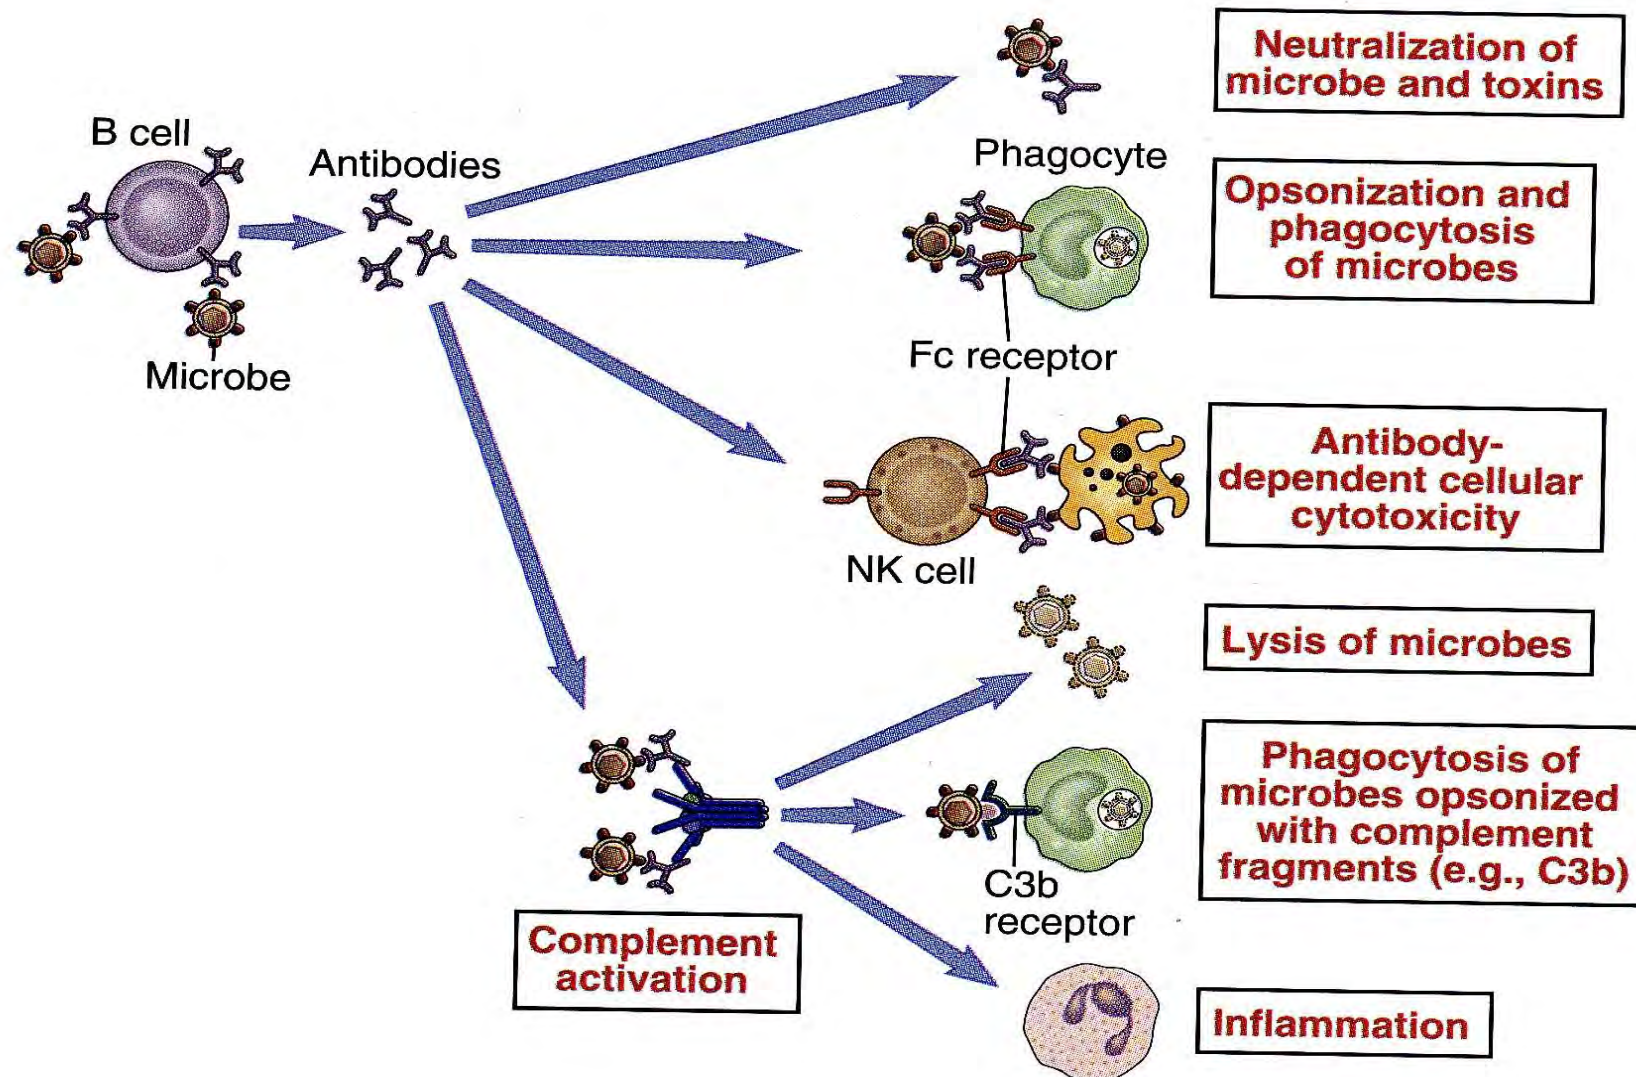 Neutralization of
microbe and toxins
B cell
Antibodies
Phagocyte
Opsonization and
phagocytosis
of microbes
Microbe
Fc receptor
Antibody-
dependent cellular
cytotoxicity
NK cell
Lysis of microbes
Phagocytosis of
microbes opsonized
with complement
fragments (e.g., C3b)
C3b
receptor
Complement
activation
Inflammation